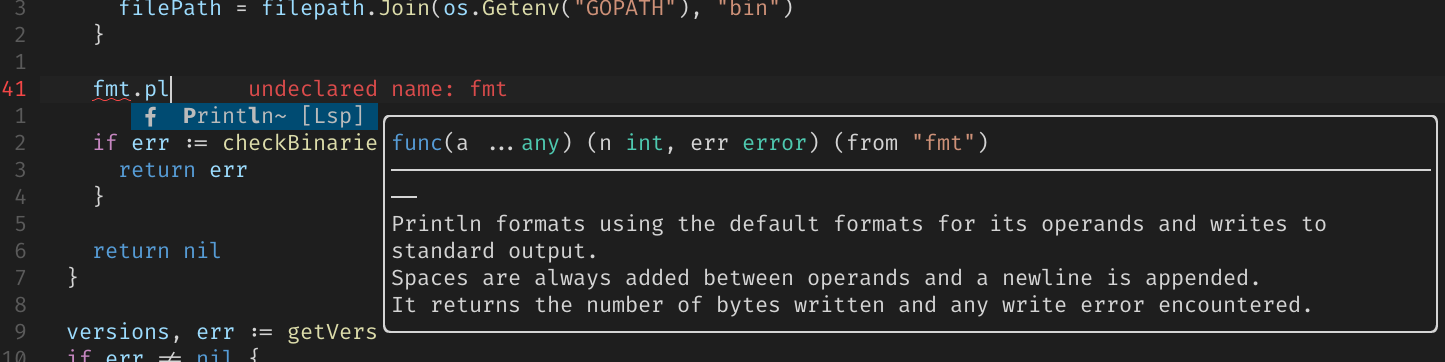 3 filePath = filepath.Join(os.Getenv("GOPATH"), "bin")
2 }
1
41 fmt.pl undeclared name: fmt
1 f Println~ [Lsp]
2 if err := checkBinarie
3 return err
4 }
5
6 return nil
7 }
8
9 versions, err := getVers
10 if err != nil {
func(a ...any) (n int, err error) (from "fmt")
Println formats using the default formats for its operands and writes to
standard output.
Spaces are always added between operands and a newline is appended.
It returns the number of bytes written and any write error encountered.